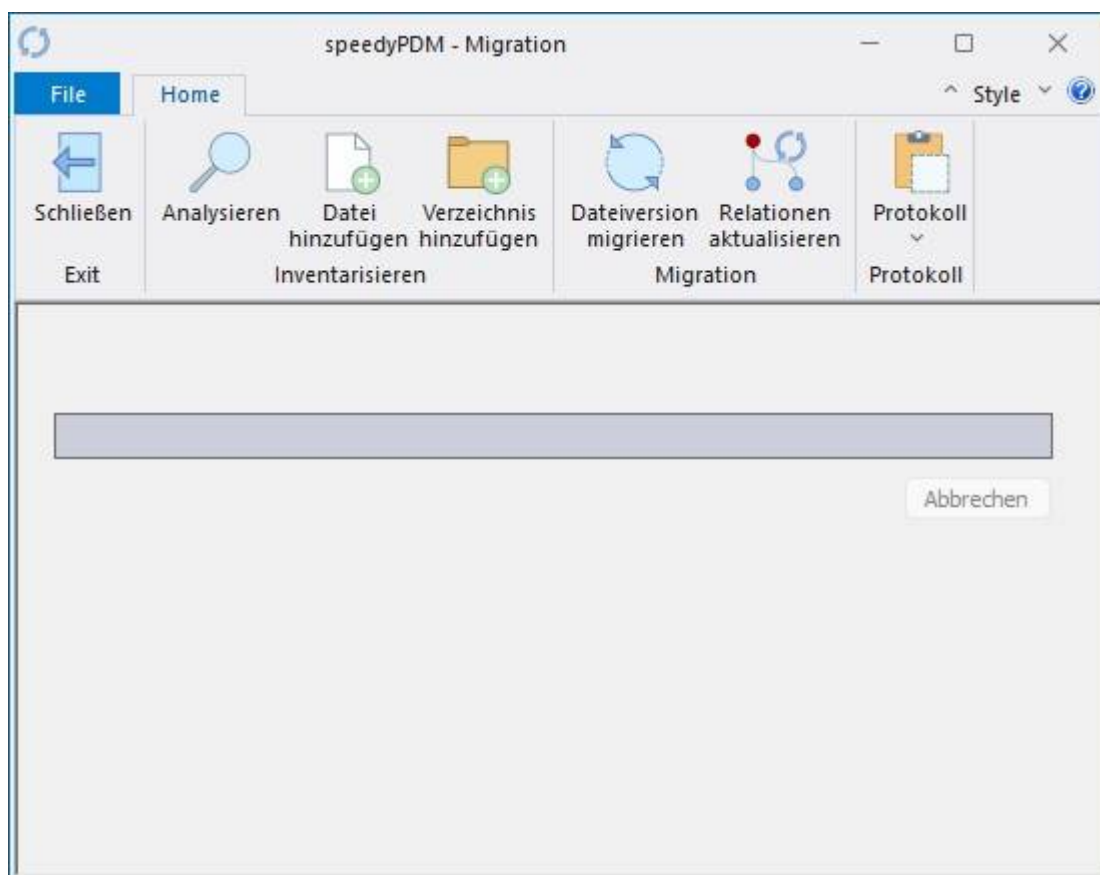 speedyPDM - Migration
File Home Style
Schließen Analysieren Datei Verzeichnis Dateiversion Relationen Protokoll
hinzufügen hinzufügen migrieren aktualisieren
Exit Inventarisieren Migration Protokoll
Abbrechen